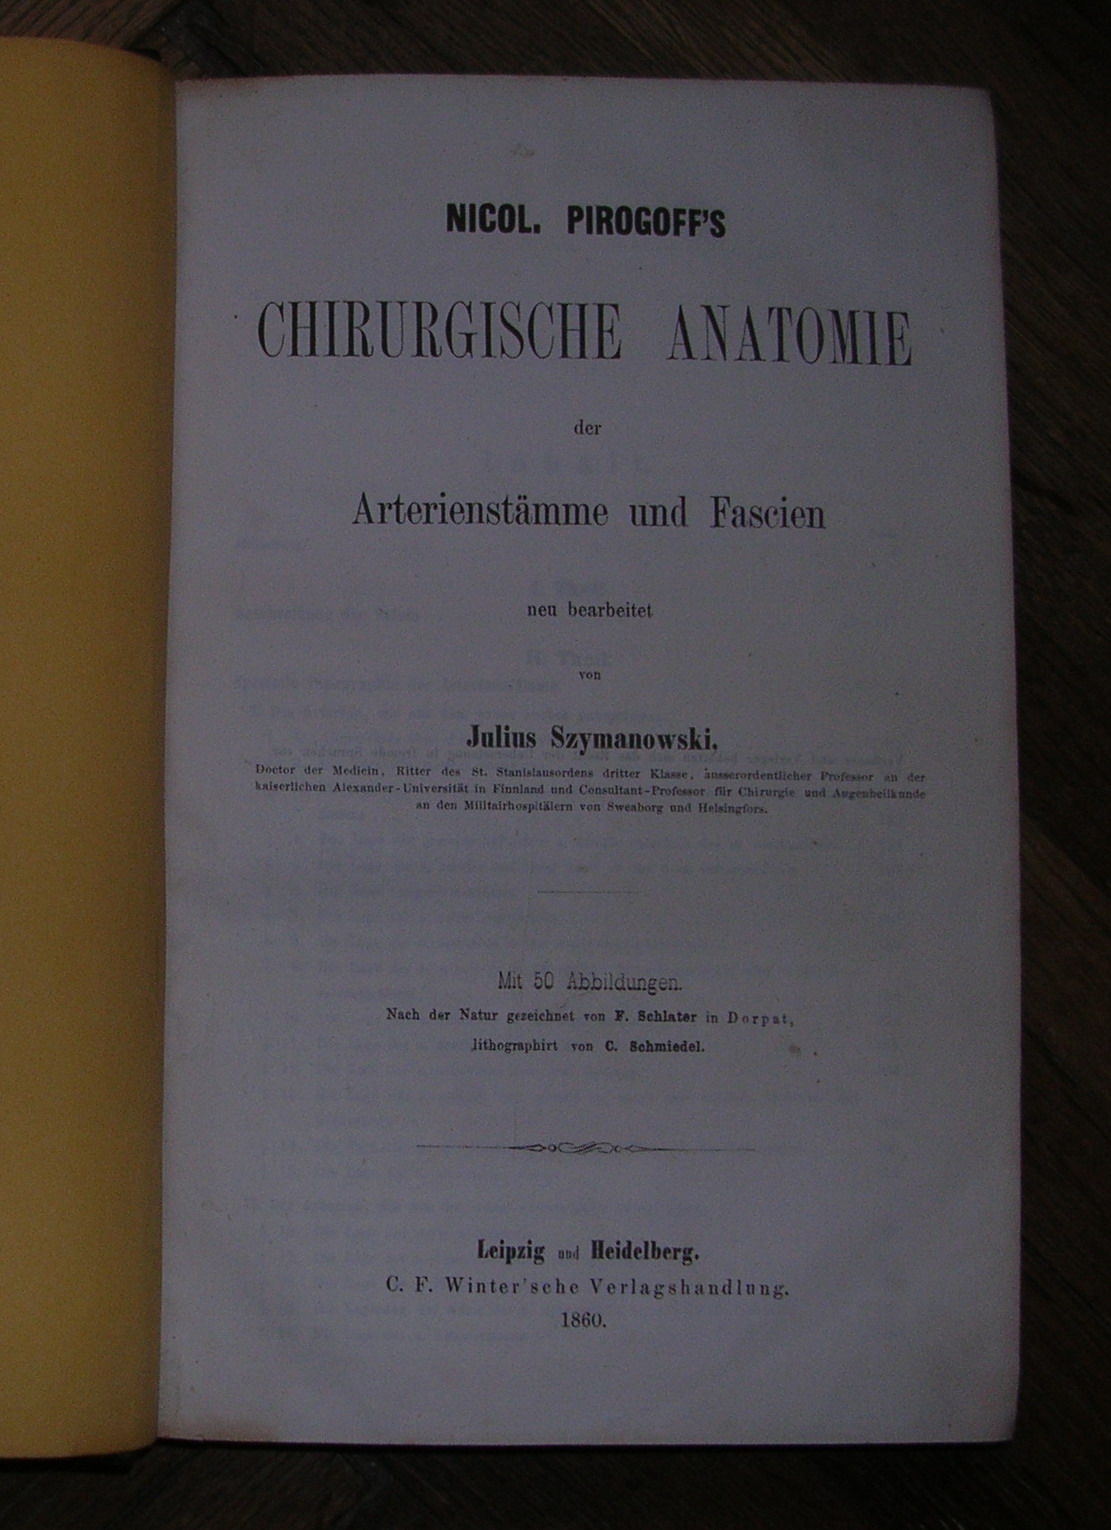 NICOL. PIROGOFF'S
CHIRURGISCHE ANATOMIE
der
Arterienstämme und Fascien
neu bearbeitet
von
Julius Szymanowski,
Doctor der Medicin, Ritter des St. Stanislausordens dritter Klasse, ausserordentlicher Professor an der
kaiserlichen Alexander-Universität in Finnland und Consultant-Professor für Chirurgie und Augenheilkunde
an den Militairhospitälern von Sweaborg und Helsingfors.
Mit 50 Abbildungen.
Nach der Natur gezeichnet von F. Schlater in Dorpat,
lithographirt von C. Schmiedel.
Leipzig und Heidelberg.
C. F. Winter'sche Verlagshandlung.
1860.